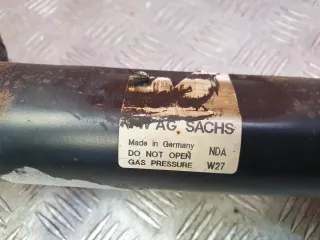 AG SACHS
Made in Germany NDA
DO NOT OPEN
GAS PRESSURE W27